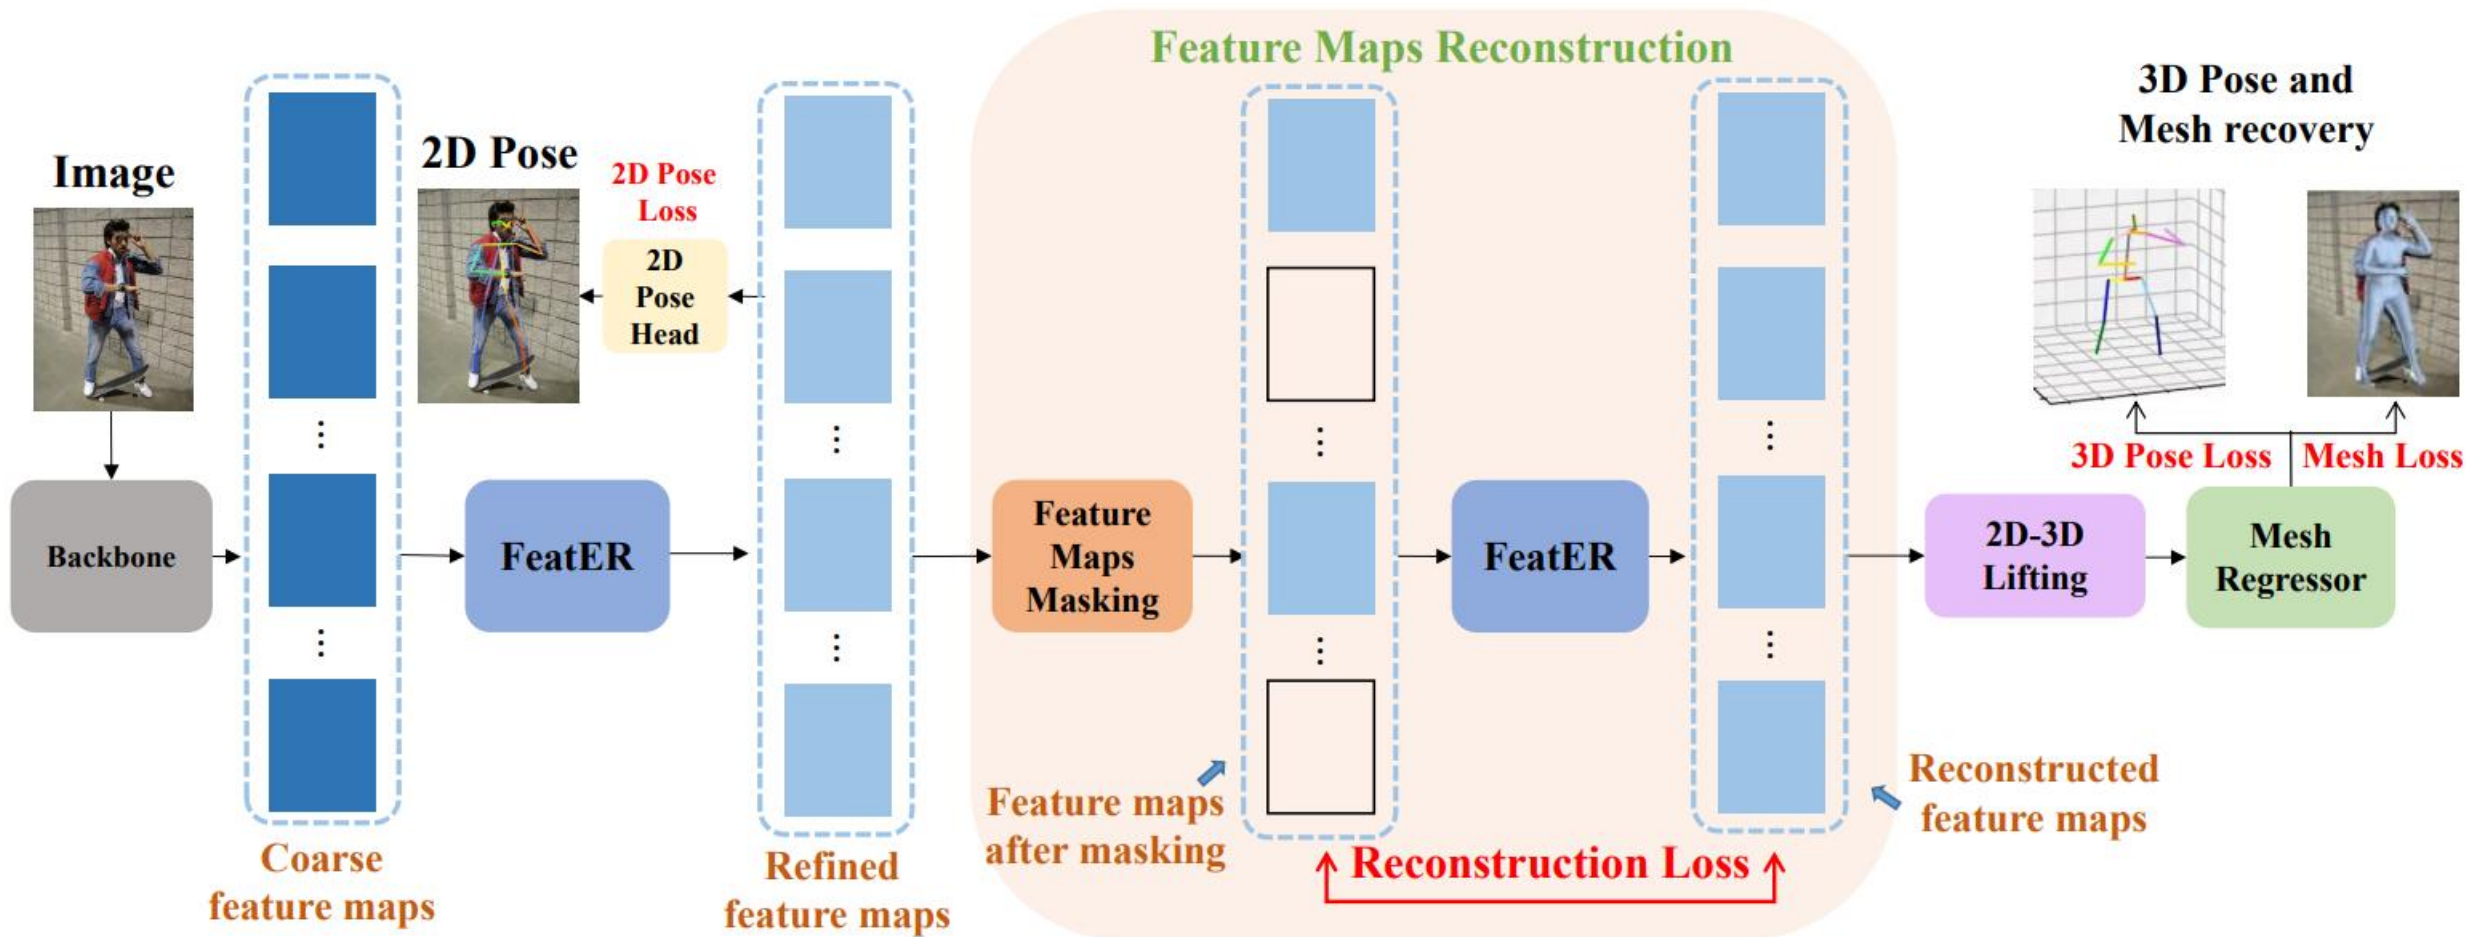 Feature Maps Reconstruction
3D Pose and
Mesh recovery
Image
2D Pose
2D Pose
Loss
2D
Pose
Head
3D Pose Loss
Mesh Loss
Backbone
FeatER
Feature
Maps
Masking
FeatER
2D-3D
Lifting
Mesh
Regressor
Coarse
feature maps
Refined
feature maps
Feature maps
after masking
Reconstruction Loss
Reconstructed
feature maps